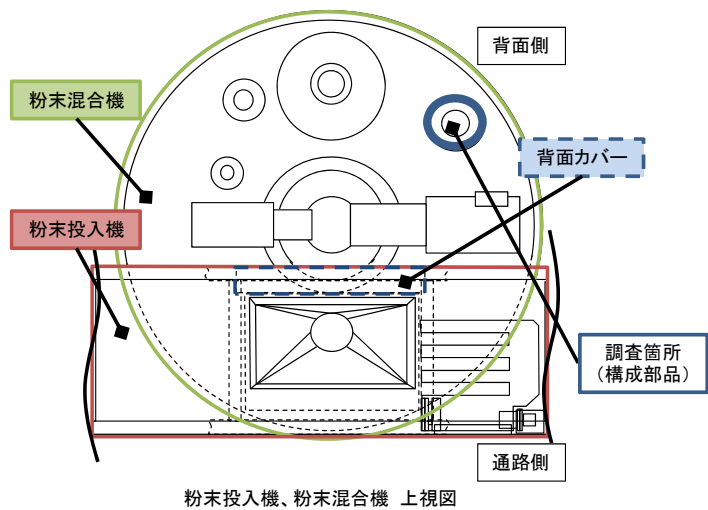 背面側
粉末混合機
背面カバー
粉末投入機
調査箇所
（構成部品）
通路側
粉末投入機、粉末混合機 上視図